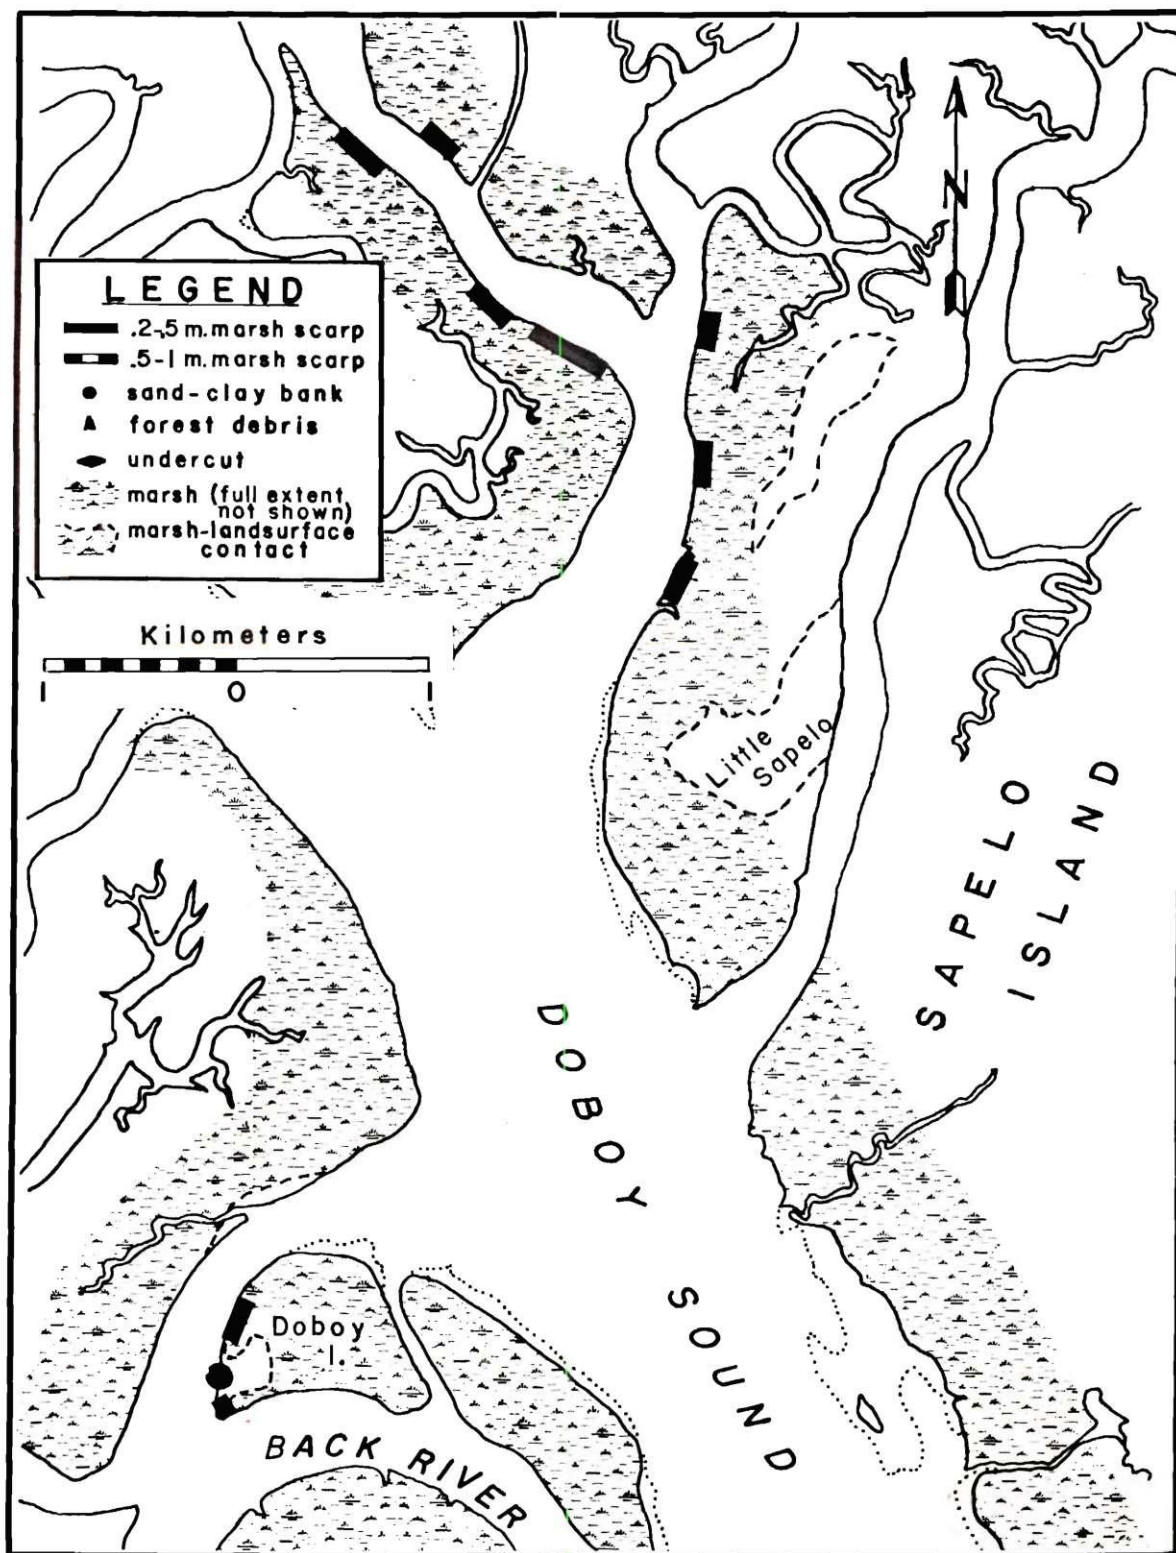 N
LEGEND
.2-.5 m. marsh scarp
.5-1 m. marsh scarp
sand-clay bank
forest debris
undercut
marsh (full extent
not shown)
marsh-landsurface
contact
Kilometers
1 0 1
Little
Sapelo
SAPELO
ISLAND
DOBOY
SOUND
Doboy
I.
BACK RIVER